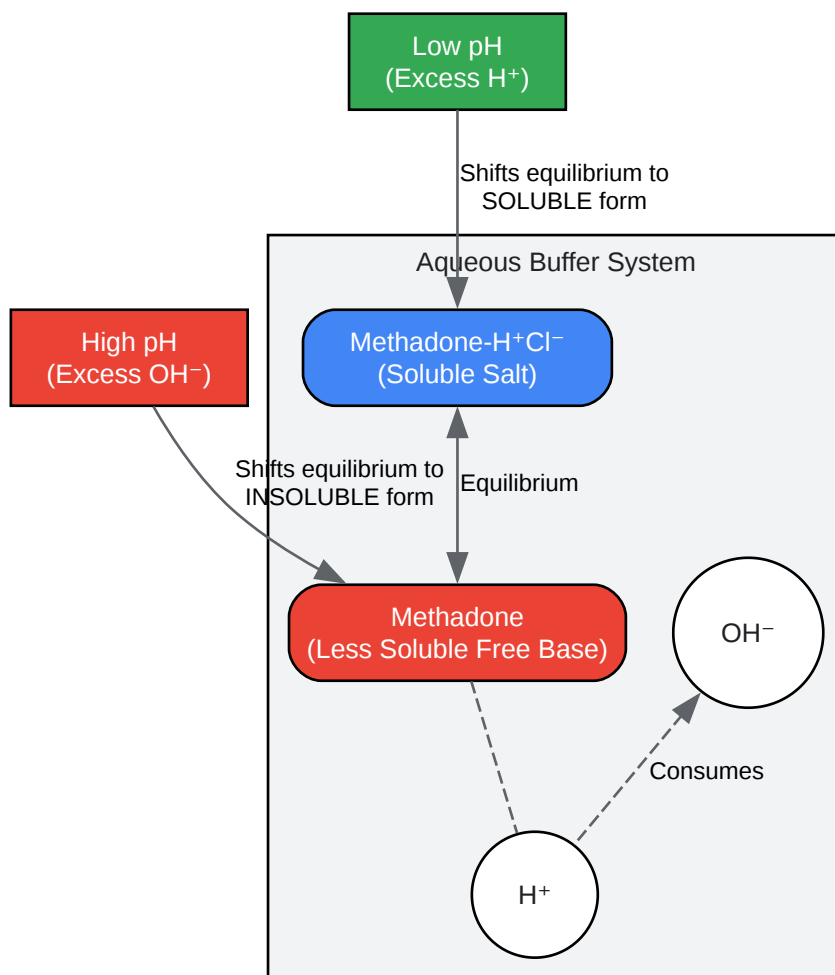 Low pH
(Excess H⁺)
Shifts equilibrium to
SOLUBLE form
Aqueous Buffer System
High pH
(Excess OH⁻)
Methadone-H⁺Cl⁻
(Soluble Salt)
Shifts equilibrium to
INSOLUBLE form
Equilibrium
Methadone
(Less Soluble Free Base)
OH⁻
Consumes
H⁺